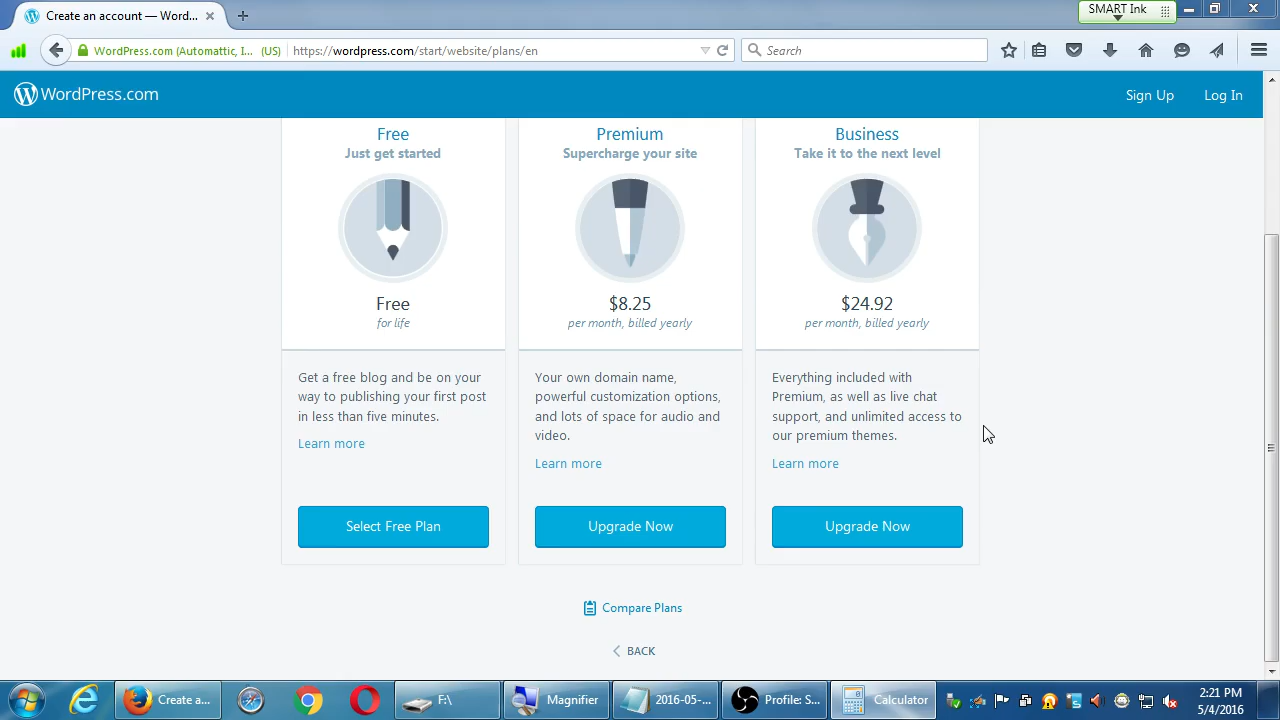 Create an account — Word...
SMART Ink
WordPress.com (Automattic, I... (US)
https://wordpress.com/start/website/plans/en
Search
WordPress.com
Sign Up
Log In
Free
Just get started
Free
for life
Get a free blog and be on your
way to publishing your first post
in less than five minutes.
Learn more
Select Free Plan
Premium
Supercharge your site
$8.25
per month, billed yearly
Your own domain name,
powerful customization options,
and lots of space for audio and
video.
Learn more
Upgrade Now
Business
Take it to the next level
$24.92
per month, billed yearly
Everything included with
Premium, as well as live chat
support, and unlimited access to
our premium themes.
Learn more
Upgrade Now
Compare Plans
BACK
Create a...
F:\
Magnifier
2016-05-...
Profile: S...
Calculator
2:21 PM
5/4/2016